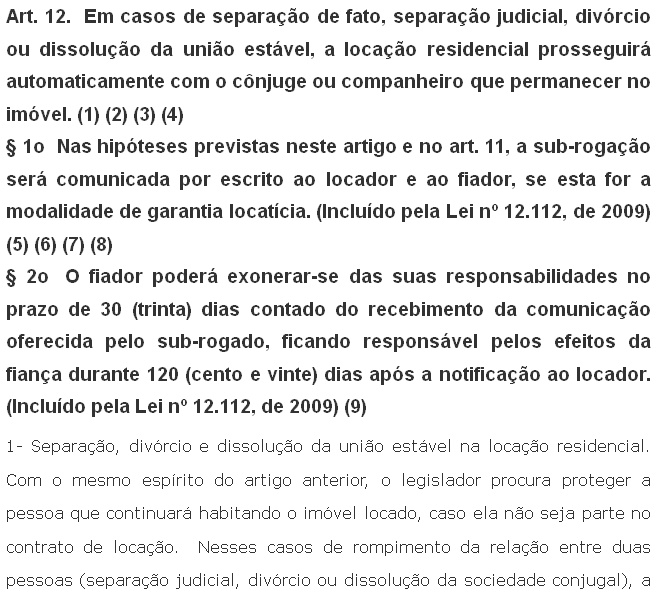 Art. 12.  Em casos de separação de fato, separação judicial, divórcio
ou dissolução da união estável, a locação residencial prosseguirá
automaticamente com o cônjuge ou companheiro que permanecer no
imóvel. (1) (2) (3) (4)
§ 1o  Nas hipóteses previstas neste artigo e no art. 11, a sub-rogação
será comunicada por escrito ao locador e ao fiador, se esta for a
modalidade de garantia locatícia. (Incluído pela Lei nº 12.112, de 2009)
(5) (6) (7) (8)
§ 2o  O fiador poderá exonerar-se das suas responsabilidades no
prazo de 30 (trinta) dias contado do recebimento da comunicação
oferecida pelo sub-rogado, ficando responsável pelos efeitos da
fiança durante 120 (cento e vinte) dias após a notificação ao locador.
(Incluído pela Lei nº 12.112, de 2009) (9)
1- Separação, divórcio e dissolução da união estável na locação residencial.
Com o mesmo espírito do artigo anterior, o legislador procura proteger a
pessoa que continuará habitando o imóvel locado, caso ela não seja parte no
contrato de locação.  Nesses casos de rompimento da relação entre duas
pessoas (separação judicial, divórcio ou dissolução da sociedade conjugal), a